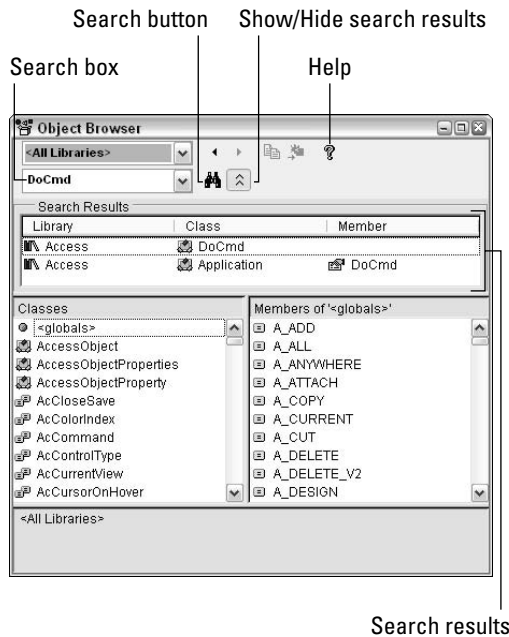 Search button
Show/Hide search results
Search box
Help
Object Browser
<All Libraries>
DoCmd
Search Results
Library Class Member
Access DoCmd
Access Application DoCmd
Classes
<globals>
AccessObject
AccessObjectProperties
AccessObjectProperty
AcCloseSave
AcColorIndex
AcCommand
AcControlType
AcCurrentView
AcCursorOnHover
Members of '<globals>'
A_ADD
A_ALL
A_ANYWHERE
A_ATTACH
A_COPY
A_CURRENT
A_CUT
A_DELETE
A_DELETE_V2
A_DESIGN
<All Libraries>
Search results